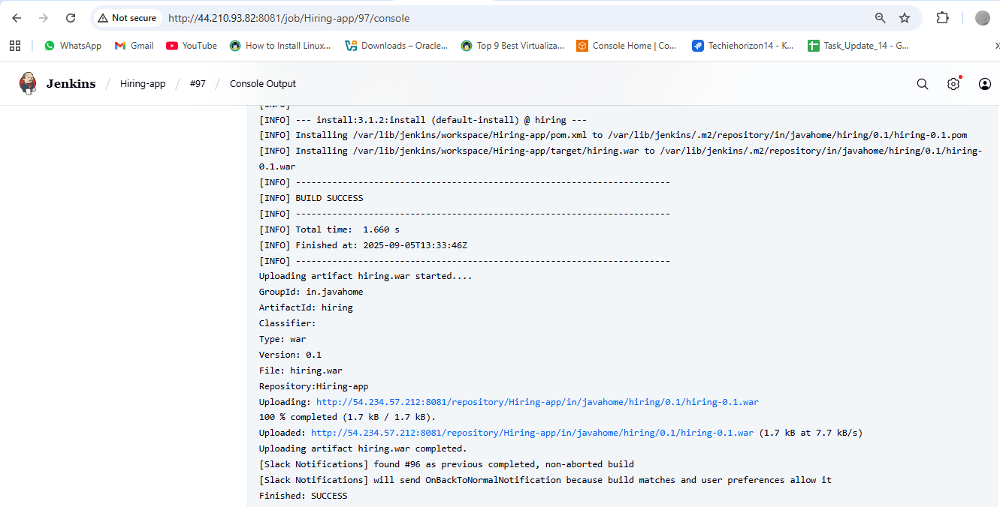 Not secure http://44.210.93.82:8081/job/Hiring-app/97/console
WhatsApp Gmail YouTube How to Install Linux... Downloads – Oracle... Top 9 Best Virtualiza... Console Home | Co... Techiehorizon14 - K... Task_Update_14 - G...
Jenkins / Hiring-app / #97 / Console Output
[INFO]
[INFO] --- install:3.1.2:install (default-install) @ hiring ---
[INFO] Installing /var/lib/jenkins/workspace/Hiring-app/pom.xml to /var/lib/jenkins/.m2/repository/in/javahome/hiring/0.1/hiring-0.1.pom
[INFO] Installing /var/lib/jenkins/workspace/Hiring-app/target/hiring.war to /var/lib/jenkins/.m2/repository/in/javahome/hiring/0.1/hiring-
0.1.war
[INFO] ------------------------------------------------------------------------
[INFO] BUILD SUCCESS
[INFO] ------------------------------------------------------------------------
[INFO] Total time:  1.660 s
[INFO] Finished at: 2025-09-05T13:33:46Z
[INFO] ------------------------------------------------------------------------
Uploading artifact hiring.war started....
GroupId: in.javahome
ArtifactId: hiring
Classifier:
Type: war
Version: 0.1
File: hiring.war
Repository:Hiring-app
Uploading: http://54.234.57.212:8081/repository/Hiring-app/in/javahome/hiring/0.1/hiring-0.1.war
100 % completed (1.7 kB / 1.7 kB).
Uploaded: http://54.234.57.212:8081/repository/Hiring-app/in/javahome/hiring/0.1/hiring-0.1.war (1.7 kB at 7.7 kB/s)
Uploading artifact hiring.war completed.
[Slack Notifications] found #96 as previous completed, non-aborted build
[Slack Notifications] will send OnBackToNormalNotification because build matches and user preferences allow it
Finished: SUCCESS